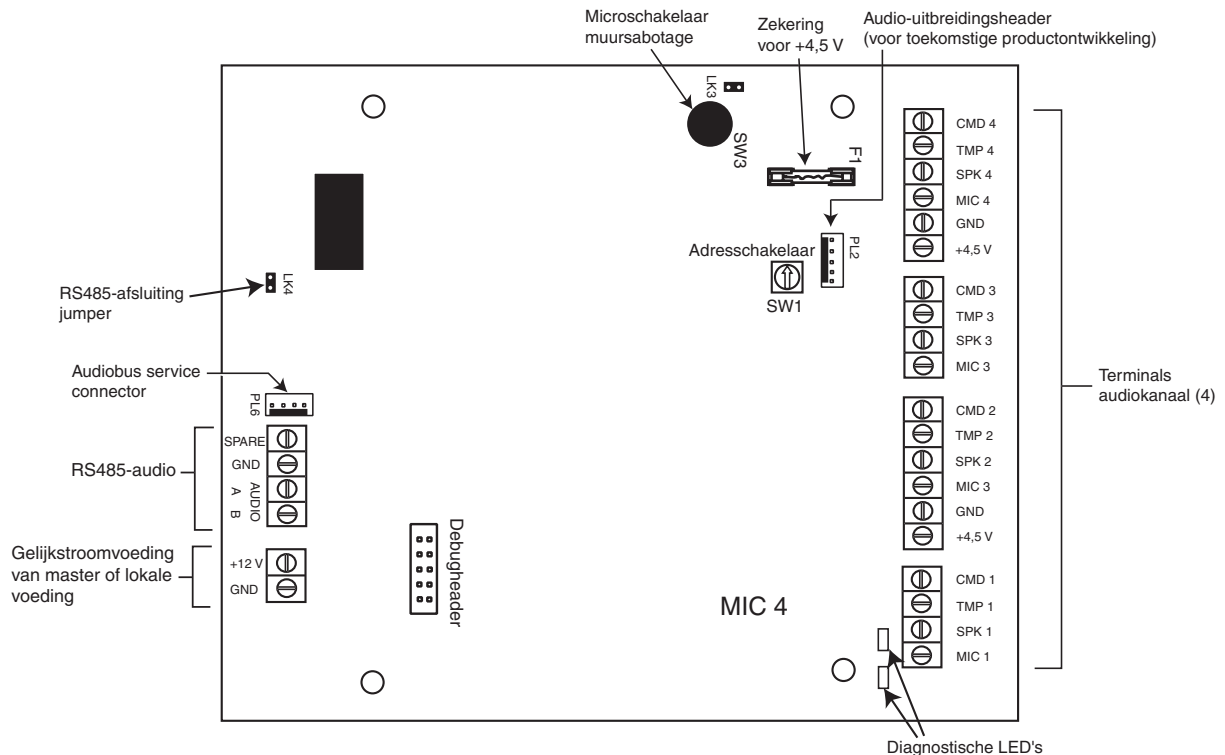 Microschakelaar
muursabotage
Zekering
voor +4,5 V
Audio-uitbreidingsheader
(voor toekomstige productontwikkeling)
LK3
SW3
F1
CMD 4
TMP 4
SPK 4
MIC 4
GND
+4,5 V
Adresschakelaar
PL2
SW1
LK4
RS485-afsluiting
jumper
CMD 3
TMP 3
SPK 3
MIC 3
Audiobus service
connector
PL6
Terminals
audiokanaal (4)
CMD 2
TMP 2
SPK 2
MIC 3
GND
+4,5 V
RS485-audio
SPARE
GND
A
B
AUDIO
Gelijkstroomvoeding
van master of lokale
voeding
+12 V
GND
Debugheader
MIC 4
CMD 1
TMP 1
SPK 1
MIC 1
Diagnostische LED's